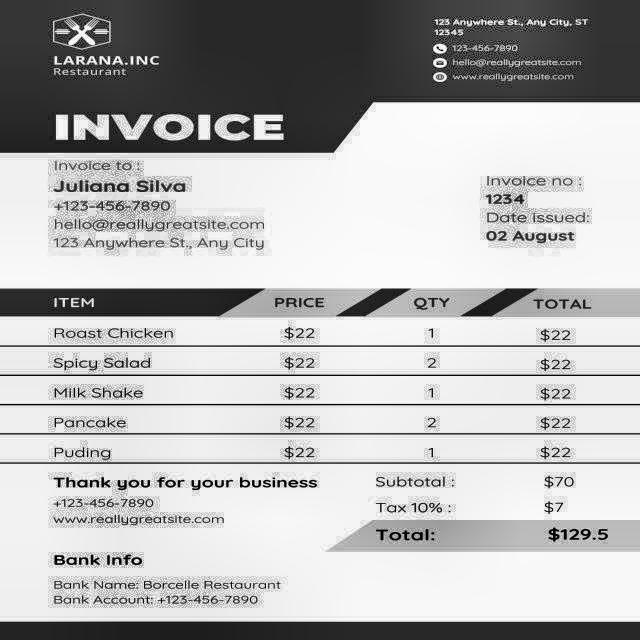 LARANA.INC
Restaurant
123 Anywhere St., Any City, ST
12345
123-456-7890
hello@reallygreatsite.com
www.reallygreatsite.com
INVOICE
Invoice to :
Juliana Silva
+123-456-7890
hello@reallygreatsite.com
123 Anywhere St., Any City
Invoice no :
1234
Date issued:
02 August
ITEM PRICE QTY TOTAL
Roast Chicken $22 1 $22
Spicy Salad $22 2 $22
Milk Shake $22 1 $22
Pancake $22 2 $22
Puding $22 1 $22
Thank you for your business
+123-456-7890
www.reallygreatsite.com
Subtotal : $70
Tax 10% : $7
Total: $129.5
Bank Info
Bank Name: Borcelle Restaurant
Bank Account: +123-456-7890